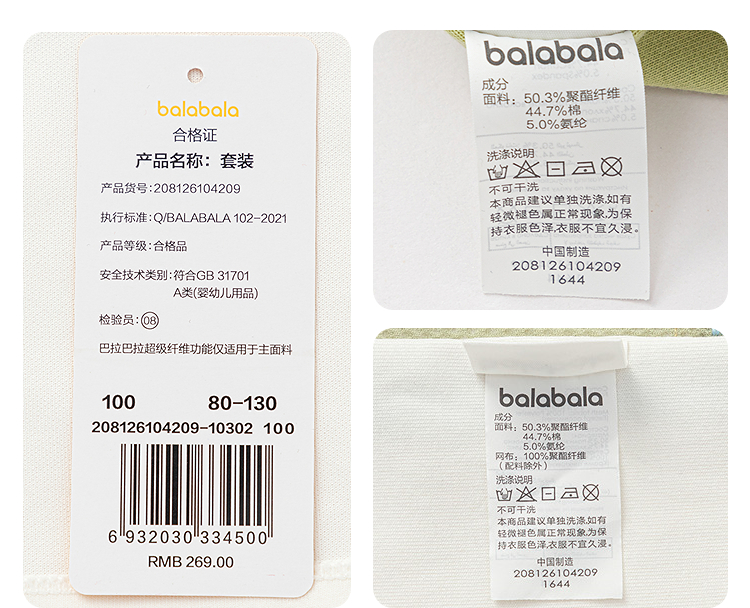 balabala
合格证
产品名称：套装
产品货号：208126104209
执行标准：Q/BALABALA 102-2021
产品等级：合格品
安全技术类别：符合GB 31701
A类(婴幼儿用品)
检验员：08
巴拉巴拉超级纤维功能仅适用于主面料
100 80-130
208126104209-10302 100
6 932030 334500
RMB 269.00
balabala
成分
面料：50.3%聚酯纤维
44.7%棉
5.0%氨纶
洗涤说明
不可干洗
本商品建议单独洗涤,如有
轻微褪色属正常现象,为保
持衣服色泽,衣服不宜久浸。
中国制造
208126104209
1644
balabala
成分
面料：50.3%聚酯纤维
44.7%棉
5.0%氨纶
网布：100%聚酯纤维
（配料除外）
洗涤说明
不可干洗
本商品建议单独洗涤,如有
轻微褪色属正常现象,为保
持衣服色泽,衣服不宜久浸。
中国制造
208126104209
1644